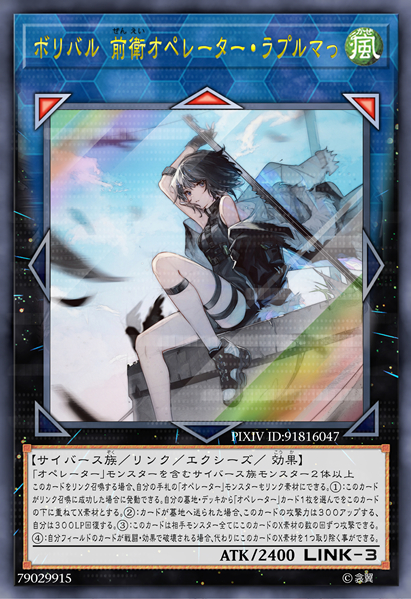 ボリバル 前衛オペレーター・ラプルマっ
ぜん えい
風
かぜ
PIXIV ID:91816047
【サイバース族／リンク／エクシーズ／効果】
「オペレーター」モンスターを含むサイバース族モンスター2体以上
このカードをリンク召喚する場合、自分の手札の「オペレーター」モンスターもリンク素材にできる。①：このカード
がリンク召喚に成功した場合に発動できる。自分の墓地・デッキから「オペレーター」カード1枚を選んでをこのカード
の下に重ねてX素材とする。②：カードが墓地へ送られた場合、このカードの攻撃力は300アップする、
自分は300LP回復する。③：このカードは相手モンスター全てにこのカードのX素材の数の回ずつ攻撃できる。
④：自分フィールドのカードが戦闘・効果で破壊される場合、代わりにこのカードのX素材を1つ取り除く事ができる。
ATK/2400 LINK-3
79029915